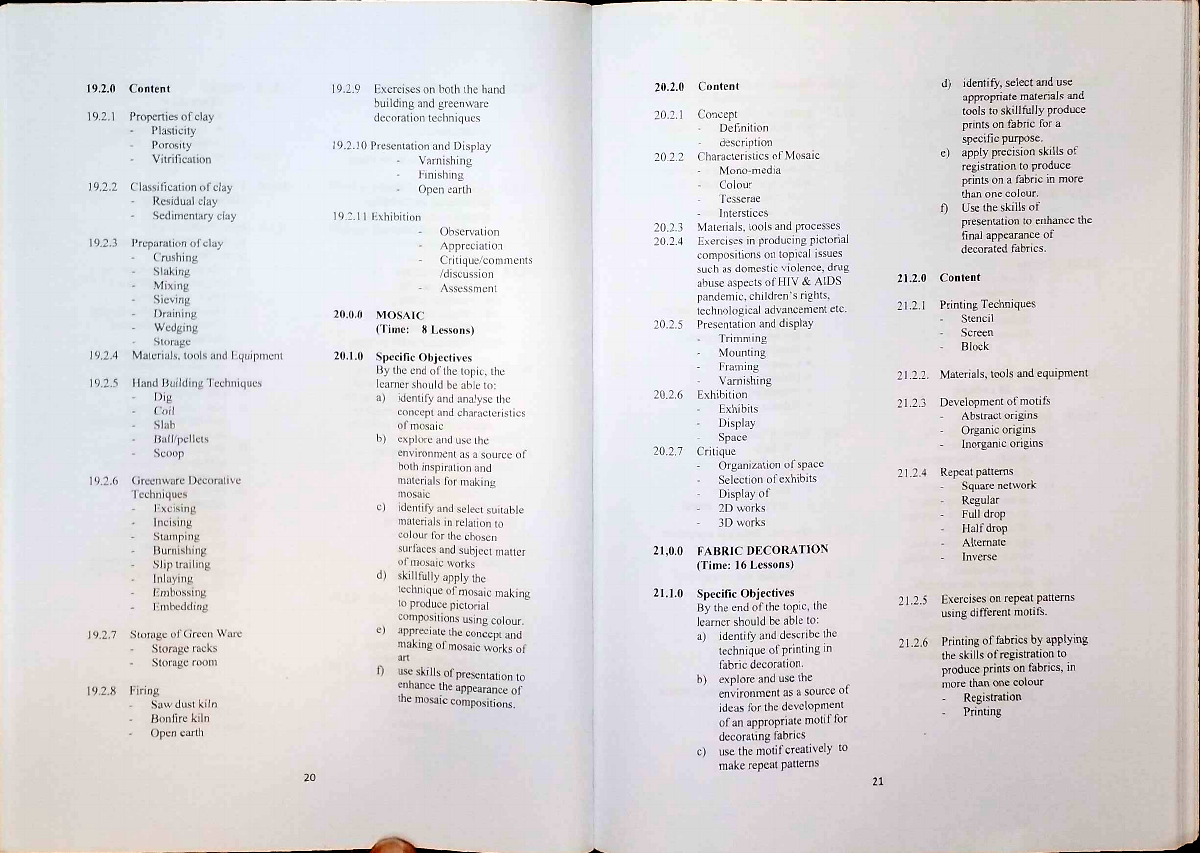 19.2.0 Content
19.2.1 Properties of clay
- Plasticity
- Porosity
- Vitrification
19.2.2 Classification of clay
- Residual clay
- Sedimentary clay
19.2.3 Preparation of clay
- Crushing
- Slaking
- Mixing
- Sieving
- Draining
- Wedging
- Storage
19.2.4 Materials, tools and Equipment
19.2.5 Hand Building Techniques
- Dig
- Coil
- Slab
- Ball/pellets
- Scoop
19.2.6 Greenware Decorative
Techniques
- Excising
- Incising
- Stamping
- Burnishing
- Slip trailing
- Inlaying
- Embossing
- Embedding
19.2.7 Storage of Green Ware
- Storage racks
- Storage room
19.2.8 Firing
- Saw dust kiln
- Bonfire kiln
- Open earth
19.2.9 Exercises on both the hand
building and greenware
decoration techniques
19.2.10 Presentation and Display
- Varnishing
- Finishing
- Open earth
19.2.11 Exhibition
- Observation
- Appreciation
- Critique/comments
/discussion
- Assessment
20.0.0 MOSAIC
(Time: 8 Lessons)
20.1.0 Specific Objectives
By the end of the topic, the
learner should be able to:
a) identify and analyse the
concept and characteristics
of mosaic
b) explore and use the
environment as a source of
both inspiration and
materials for making
mosaic
c) identify and select suitable
materials in relation to
colour for the chosen
surfaces and subject matter
of mosaic works
d) skillfully apply the
technique of mosaic making
to produce pictorial
compositions using colour.
e) appreciate the concept and
making of mosaic works of
art
f) use skills of presentation to
enhance the appearance of
the mosaic compositions.
20
20.2.0 Content
20.2.1 Concept
- Definition
- description
20.2.2 Characteristics of Mosaic
- Mono-media
- Colour
- Tesserae
- Interstices
20.2.3 Materials, tools and processes
20.2.4 Exercises in producing pictorial
compositions on topical issues
such as domestic violence, drug
abuse aspects of HIV & AIDS
pandemic, children's rights,
technological advancement etc.
20.2.5 Presentation and display
- Trimming
- Mounting
- Framing
- Varnishing
20.2.6 Exhibition
- Exhibits
- Display
- Space
20.2.7 Critique
- Organization of space
- Selection of exhibits
- Display of
- 2D works
- 3D works
21,0.0 FABRIC DECORATION
(Time: 16 Lessons)
21.1.0 Specific Objectives
By the end of the topic, the
learner should be able to:
a) identify and describe the
technique of printing in
fabric decoration.
b) explore and use the
environment as a source of
ideas for the development
of an appropriate motif for
decorating fabrics
c) use the motif creatively to
make repeat patterns
d) identify, select and use
appropriate materials and
tools to skillfully produce
prints on fabric for a
specific purpose.
e) apply precision skills of
registration to produce
prints on a fabric in more
than one colour.
f) Use the skills of
presentation to enhance the
final appearance of
decorated fabrics.
21.2.0 Content
21.2.1 Printing Techniques
- Stencil
- Screen
- Block
21.2.2. Materials, tools and equipment
21.2.3 Development of motifs
- Abstract origins
- Organic origins
- Inorganic origins
21.2.4 Repeat patterns
- Square network
- Regular
- Full drop
- Half drop
- Alternate
- Inverse
21.2.5 Exercises on repeat patterns
using different motifs.
21.2.6 Printing of fabrics by applying
the skills of registration to
produce prints on fabrics, in
more than one colour
- Registration
- Printing
21